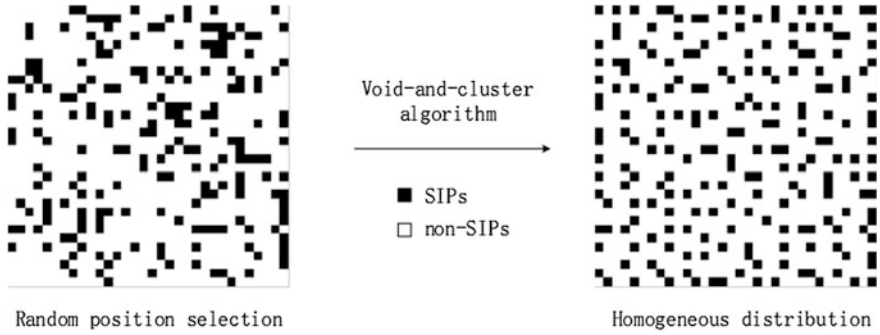 Void-and-cluster
algorithm
SIPs
non-SIPs
Random position selection
Homogeneous distribution